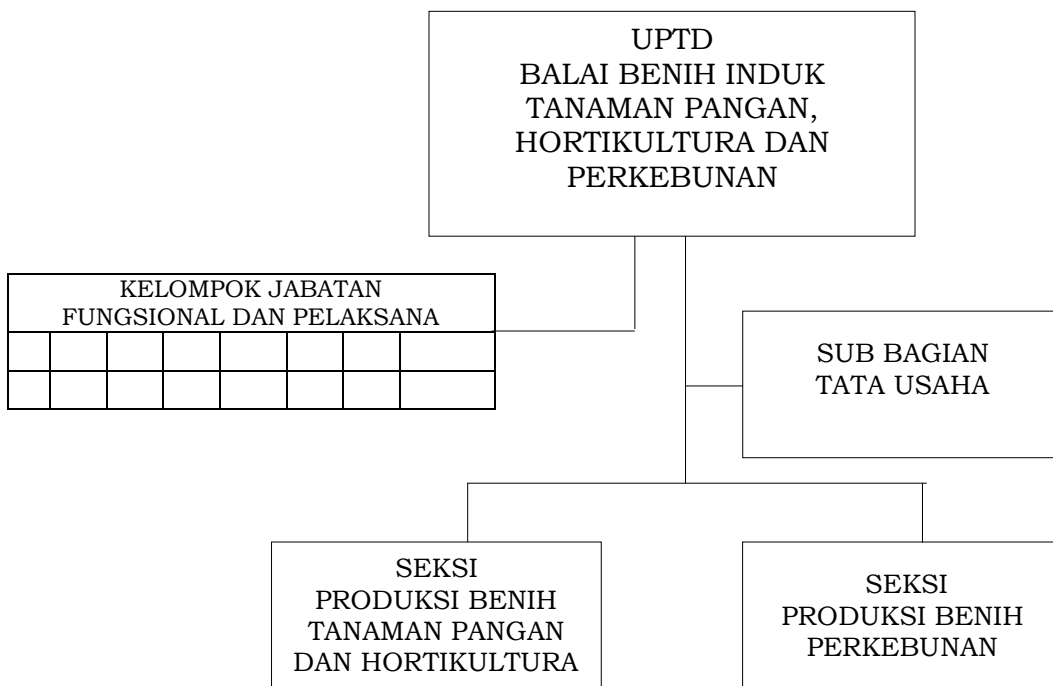 UPTD
BALAI BENIH INDUK
TANAMAN PANGAN,
HORTIKULTURA DAN
PERKEBUNAN
KELOMPOK JABATAN
FUNGSIONAL DAN PELAKSANA
SUB BAGIAN
TATA USAHA
SEKSI
PRODUKSI BENIH
TANAMAN PANGAN
DAN HORTIKULTURA
SEKSI
PRODUKSI BENIH
PERKEBUNAN